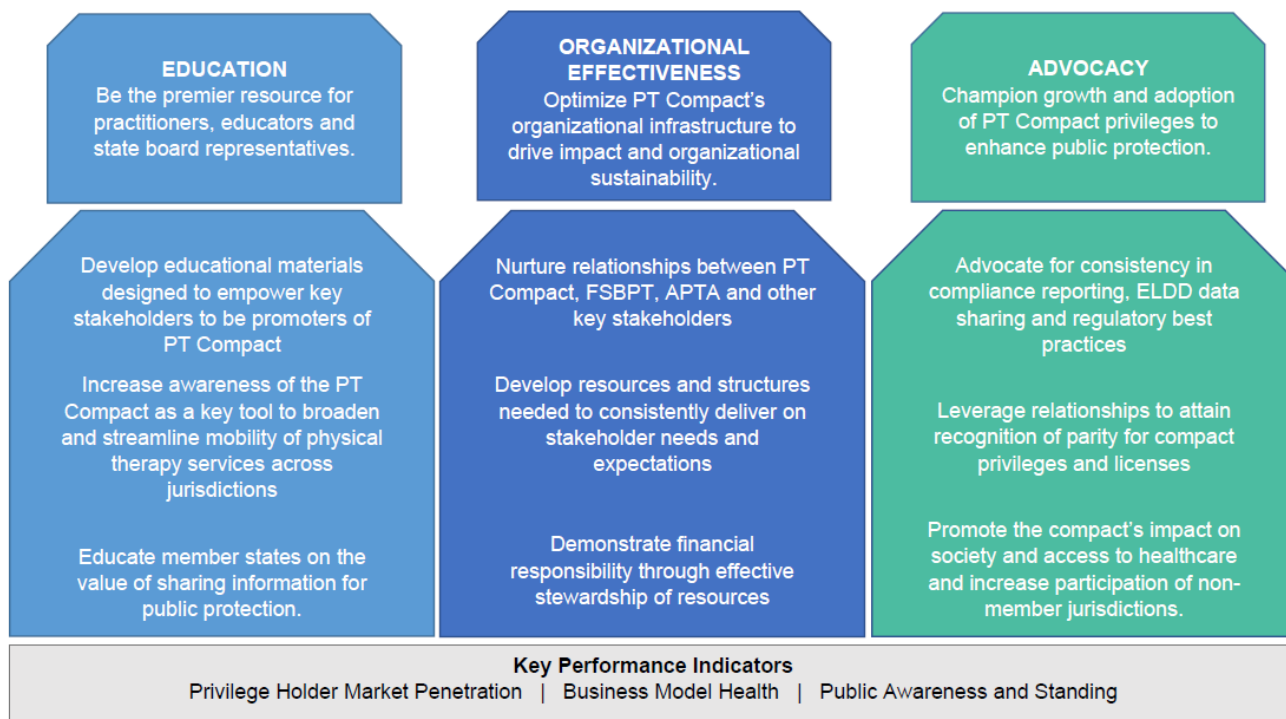 EDUCATION
Be the premier resource for
practitioners, educators and
state board representatives.
ORGANIZATIONAL
EFFECTIVENESS
Optimize PT Compact's
organizational infrastructure to
drive impact and organizational
sustainability.
ADVOCACY
Champion growth and adoption
of PT Compact privileges to
enhance public protection.
Develop educational materials
designed to empower key
stakeholders to be promoters of
PT Compact
Increase awareness of the PT
Compact as a key tool to broaden
and streamline mobility of physical
therapy services across
jurisdictions
Educate member states on the
value of sharing information for
public protection.
Nurture relationships between PT
Compact, FSBPT, APTA and other
key stakeholders
Develop resources and structures
needed to consistently deliver on
stakeholder needs and
expectations
Demonstrate financial
responsibility through effective
stewardship of resources
Advocate for consistency in
compliance reporting, ELDD data
sharing and regulatory best
practices
Leverage relationships to attain
recognition of parity for compact
privileges and licenses
Promote the compact's impact on
society and access to healthcare
and increase participation of non-
member jurisdictions.
Key Performance Indicators
Privilege Holder Market Penetration | Business Model Health | Public Awareness and Standing